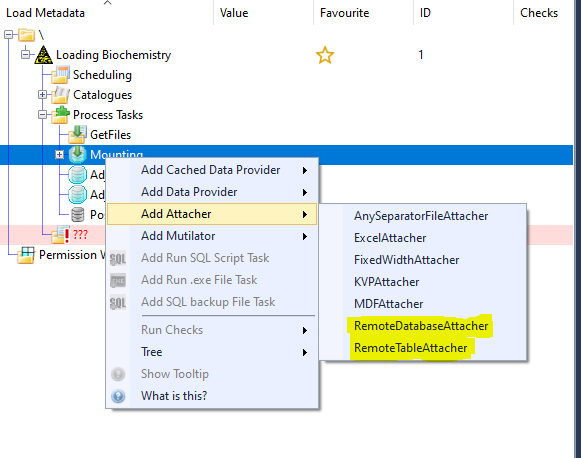 Load Metadata Value Favourite ID Checks
\
Loading Biochemistry 1
Scheduling
Catalogues
Process Tasks
GetFiles
Mounting
Adj
Ad
Po
???
Permission W
Add Cached Data Provider
Add Data Provider
Add Attacher
Add Mutilator
SQL Add Run SQL Script Task
Add Run .exe File Task
SQL Add SQL backup File Task
Run Checks
Tree
Show Tooltip
What is this?
AnySeparatorFileAttacher
ExcelAttacher
FixedWidthAttacher
KVPAttacher
MDFAttacher
RemoteDatabaseAttacher
RemoteTableAttacher